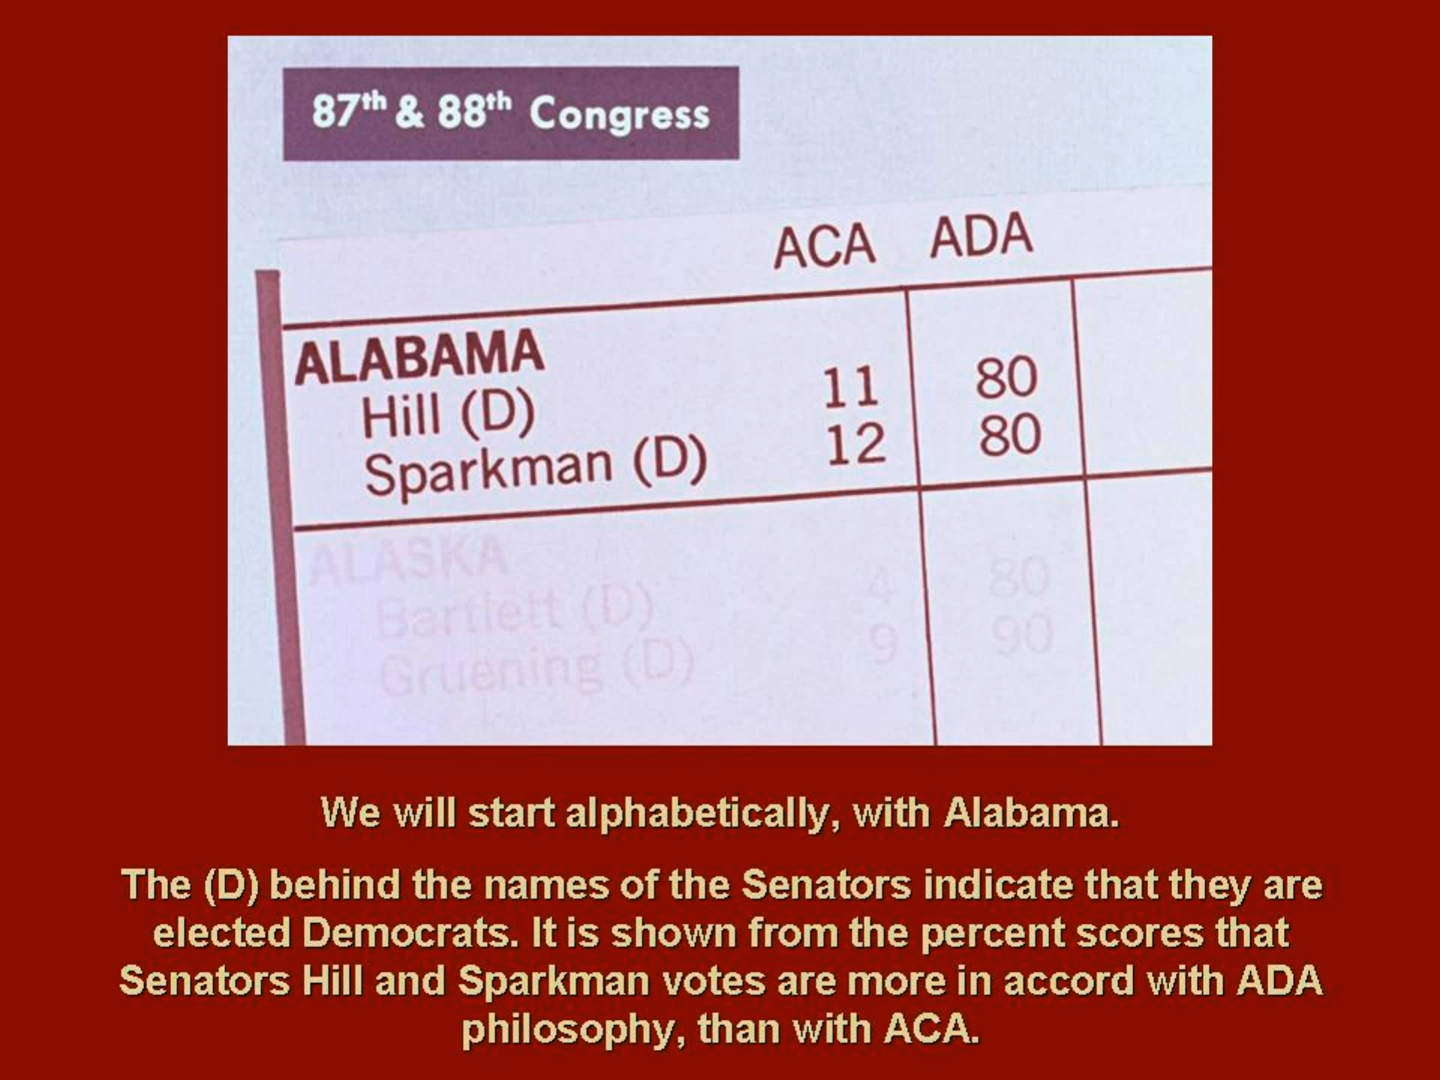 87th & 88th Congress
ACA ADA
ALABAMA
Hill (D) 11 80
Sparkman (D) 12 80
ALASKA
Bartlett (D) 4 80
Gruening (D) 9 90
We will start alphabetically, with Alabama.
The (D) behind the names of the Senators indicate that they are
elected Democrats. It is shown from the percent scores that
Senators Hill and Sparkman votes are more in accord with ADA
philosophy, than with ACA.